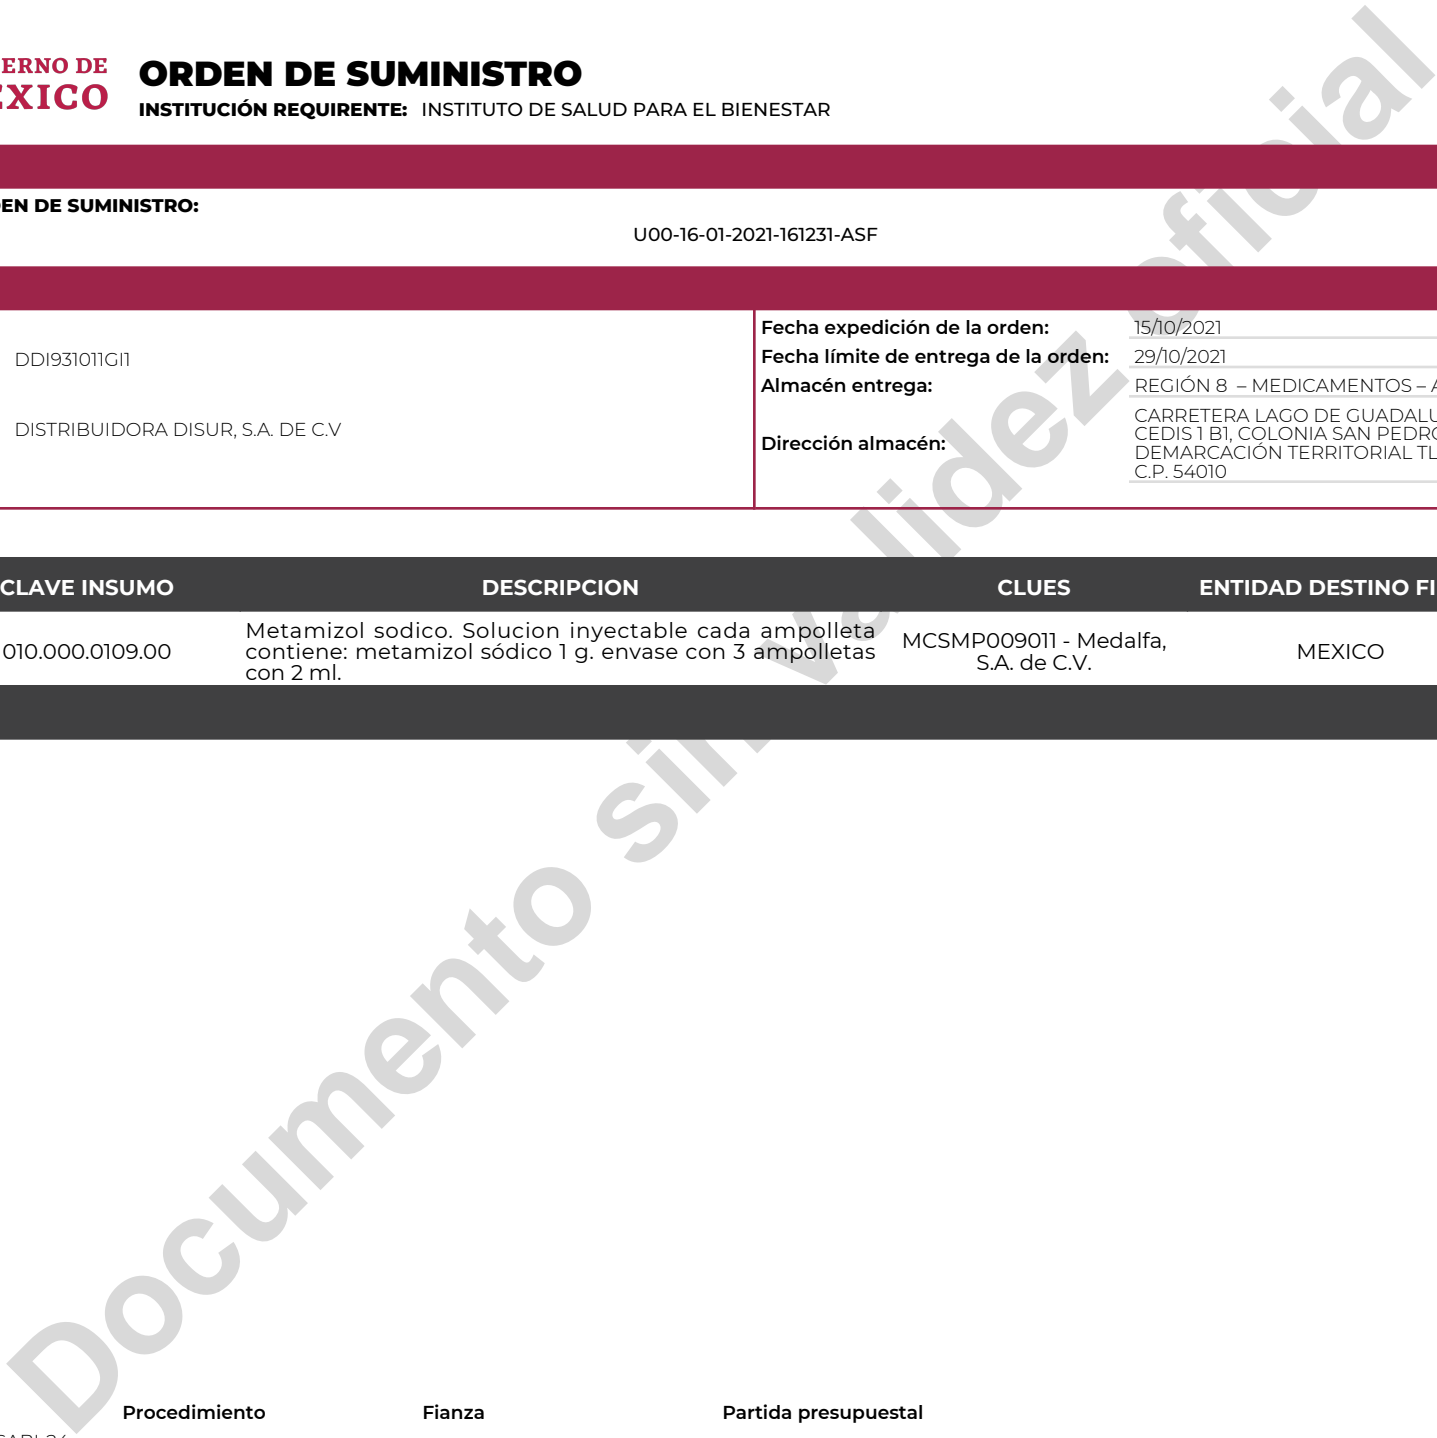 ERNO DE
EXICO
ORDEN DE SUMINISTRO
INSTITUCIÓN REQUIRENTE: INSTITUTO DE SALUD PARA EL BIENESTAR
EN DE SUMINISTRO:
U00-16-01-2021-161231-ASF
DDI931011GI1
DISTRIBUIDORA DISUR, S.A. DE C.V
Fecha expedición de la orden: 15/10/2021
Fecha límite de entrega de la orden: 29/10/2021
Almacén entrega: REGIÓN 8 – MEDICAMENTOS – A
Dirección almacén:
CARRETERA LAGO DE GUADALU
CEDIS 1 B1, COLONIA SAN PEDRO
DEMARCACIÓN TERRITORIAL TL
C.P. 54010
CLAVE INSUMO DESCRIPCION CLUES ENTIDAD DESTINO FI
010.000.0109.00
Metamizol sodico. Solucion inyectable cada ampolleta
contiene: metamizol sódico 1 g. envase con 3 ampolletas
con 2 ml.
MCSMP009011 - Medalfa,
S.A. de C.V.
MEXICO
Documento sin validez oficial
Procedimiento Fianza Partida presupuestal